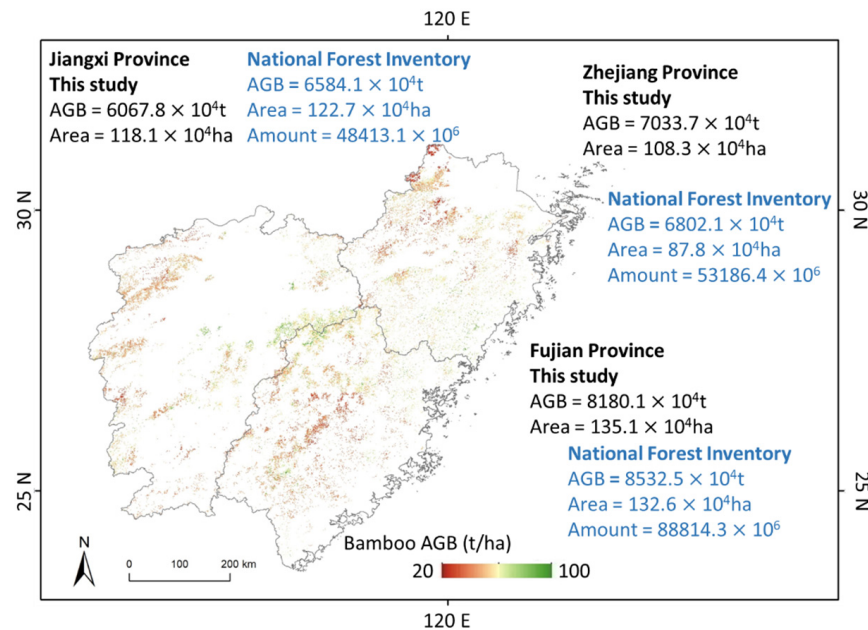 120 E
Jiangxi Province
This study
AGB = 6067.8 × 10⁴t
Area = 118.1 × 10⁴ha
National Forest Inventory
AGB = 6584.1 × 10⁴t
Area = 122.7 × 10⁴ha
Amount = 48413.1 × 10⁶
Zhejiang Province
This study
AGB = 7033.7 × 10⁴t
Area = 108.3 × 10⁴ha
30 N
30 N
National Forest Inventory
AGB = 6802.1 × 10⁴t
Area = 87.8 × 10⁴ha
Amount = 53186.4 × 10⁶
Fujian Province
This study
AGB = 8180.1 × 10⁴t
Area = 135.1 × 10⁴ha
National Forest Inventory
AGB = 8532.5 × 10⁴t
Area = 132.6 × 10⁴ha
Amount = 88814.3 × 10⁶
25 N
25 N
N
0 100 200 km
Bamboo AGB (t/ha)
20 100
120 E